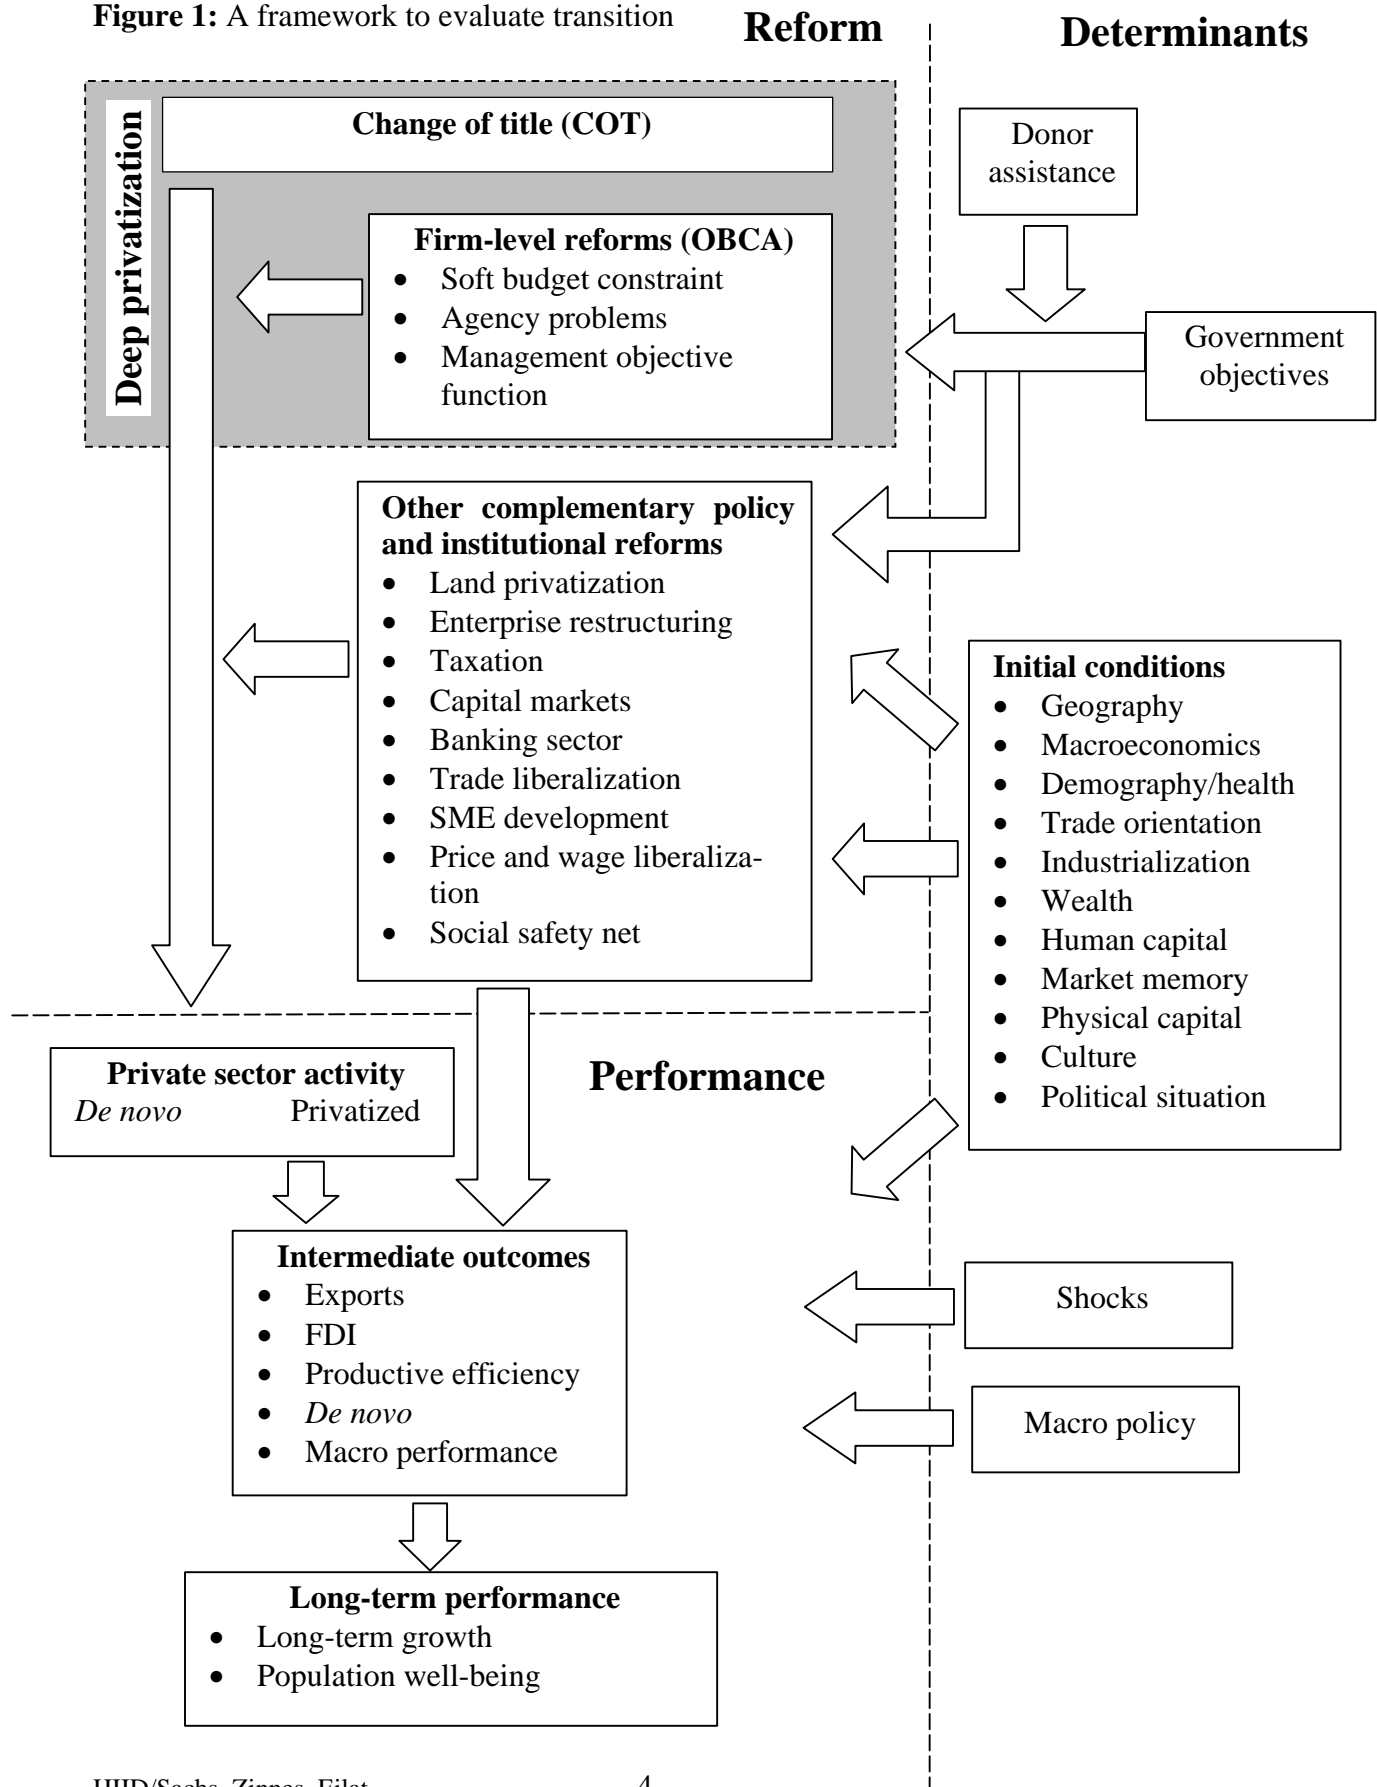 Figure 1: A framework to evaluate transition
Reform
Determinants
Deep privatization
Change of title (COT)
Firm-level reforms (OBCA)
• Soft budget constraint
• Agency problems
• Management objective
function
Donor
assistance
Government
objectives
Other complementary policy
and institutional reforms
• Land privatization
• Enterprise restructuring
• Taxation
• Capital markets
• Banking sector
• Trade liberalization
• SME development
• Price and wage liberaliza-
tion
• Social safety net
Initial conditions
• Geography
• Macroeconomics
• Demography/health
• Trade orientation
• Industrialization
• Wealth
• Human capital
• Market memory
• Physical capital
• Culture
• Political situation
Performance
Private sector activity
De novo Privatized
Intermediate outcomes
• Exports
• FDI
• Productive efficiency
• De novo
• Macro performance
Shocks
Macro policy
Long-term performance
• Long-term growth
• Population well-being
HIID/Sachs, Zinnes, Eilat 4